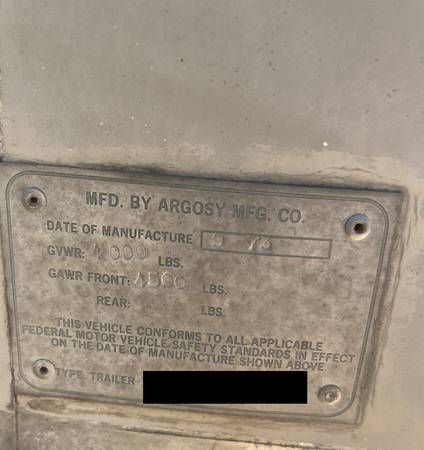 MFD. BY ARGOSY MFG. CO.
DATE OF MANUFACTURE
GVWR: LBS.
GAWR FRONT: LBS.
REAR: LBS.
THIS VEHICLE CONFORMS TO ALL APPLICABLE
FEDERAL MOTOR VEHICLE SAFETY STANDARDS IN EFFECT
ON THE DATE OF MANUFACTURE SHOWN ABOVE
TYPE: TRAILER